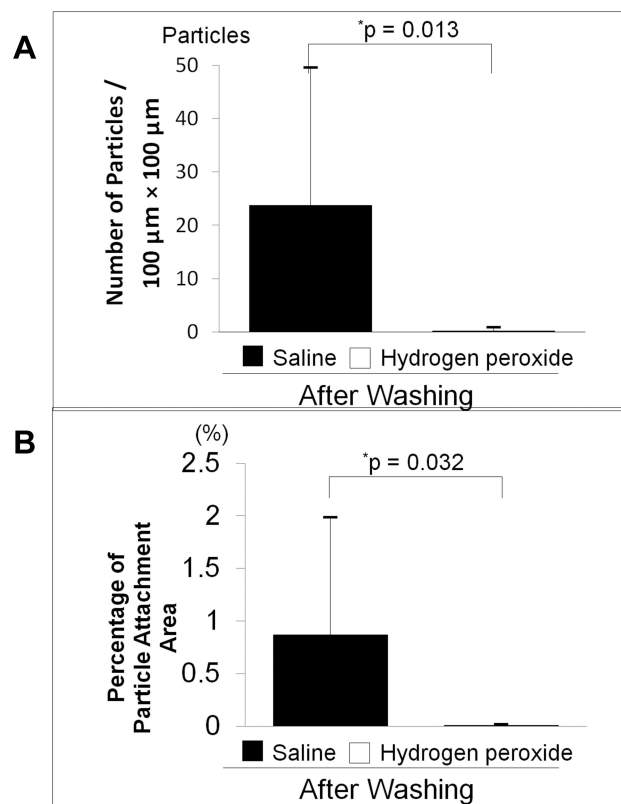 A
Particles
*p = 0.013
Number of Particles /
100 μm × 100 μm
50
40
30
20
10
0
Saline Hydrogen peroxide
After Washing
B
(%)
*p = 0.032
Percentage of
Particle Attachment
Area
2.5
2
1.5
1
0.5
0
Saline Hydrogen peroxide
After Washing